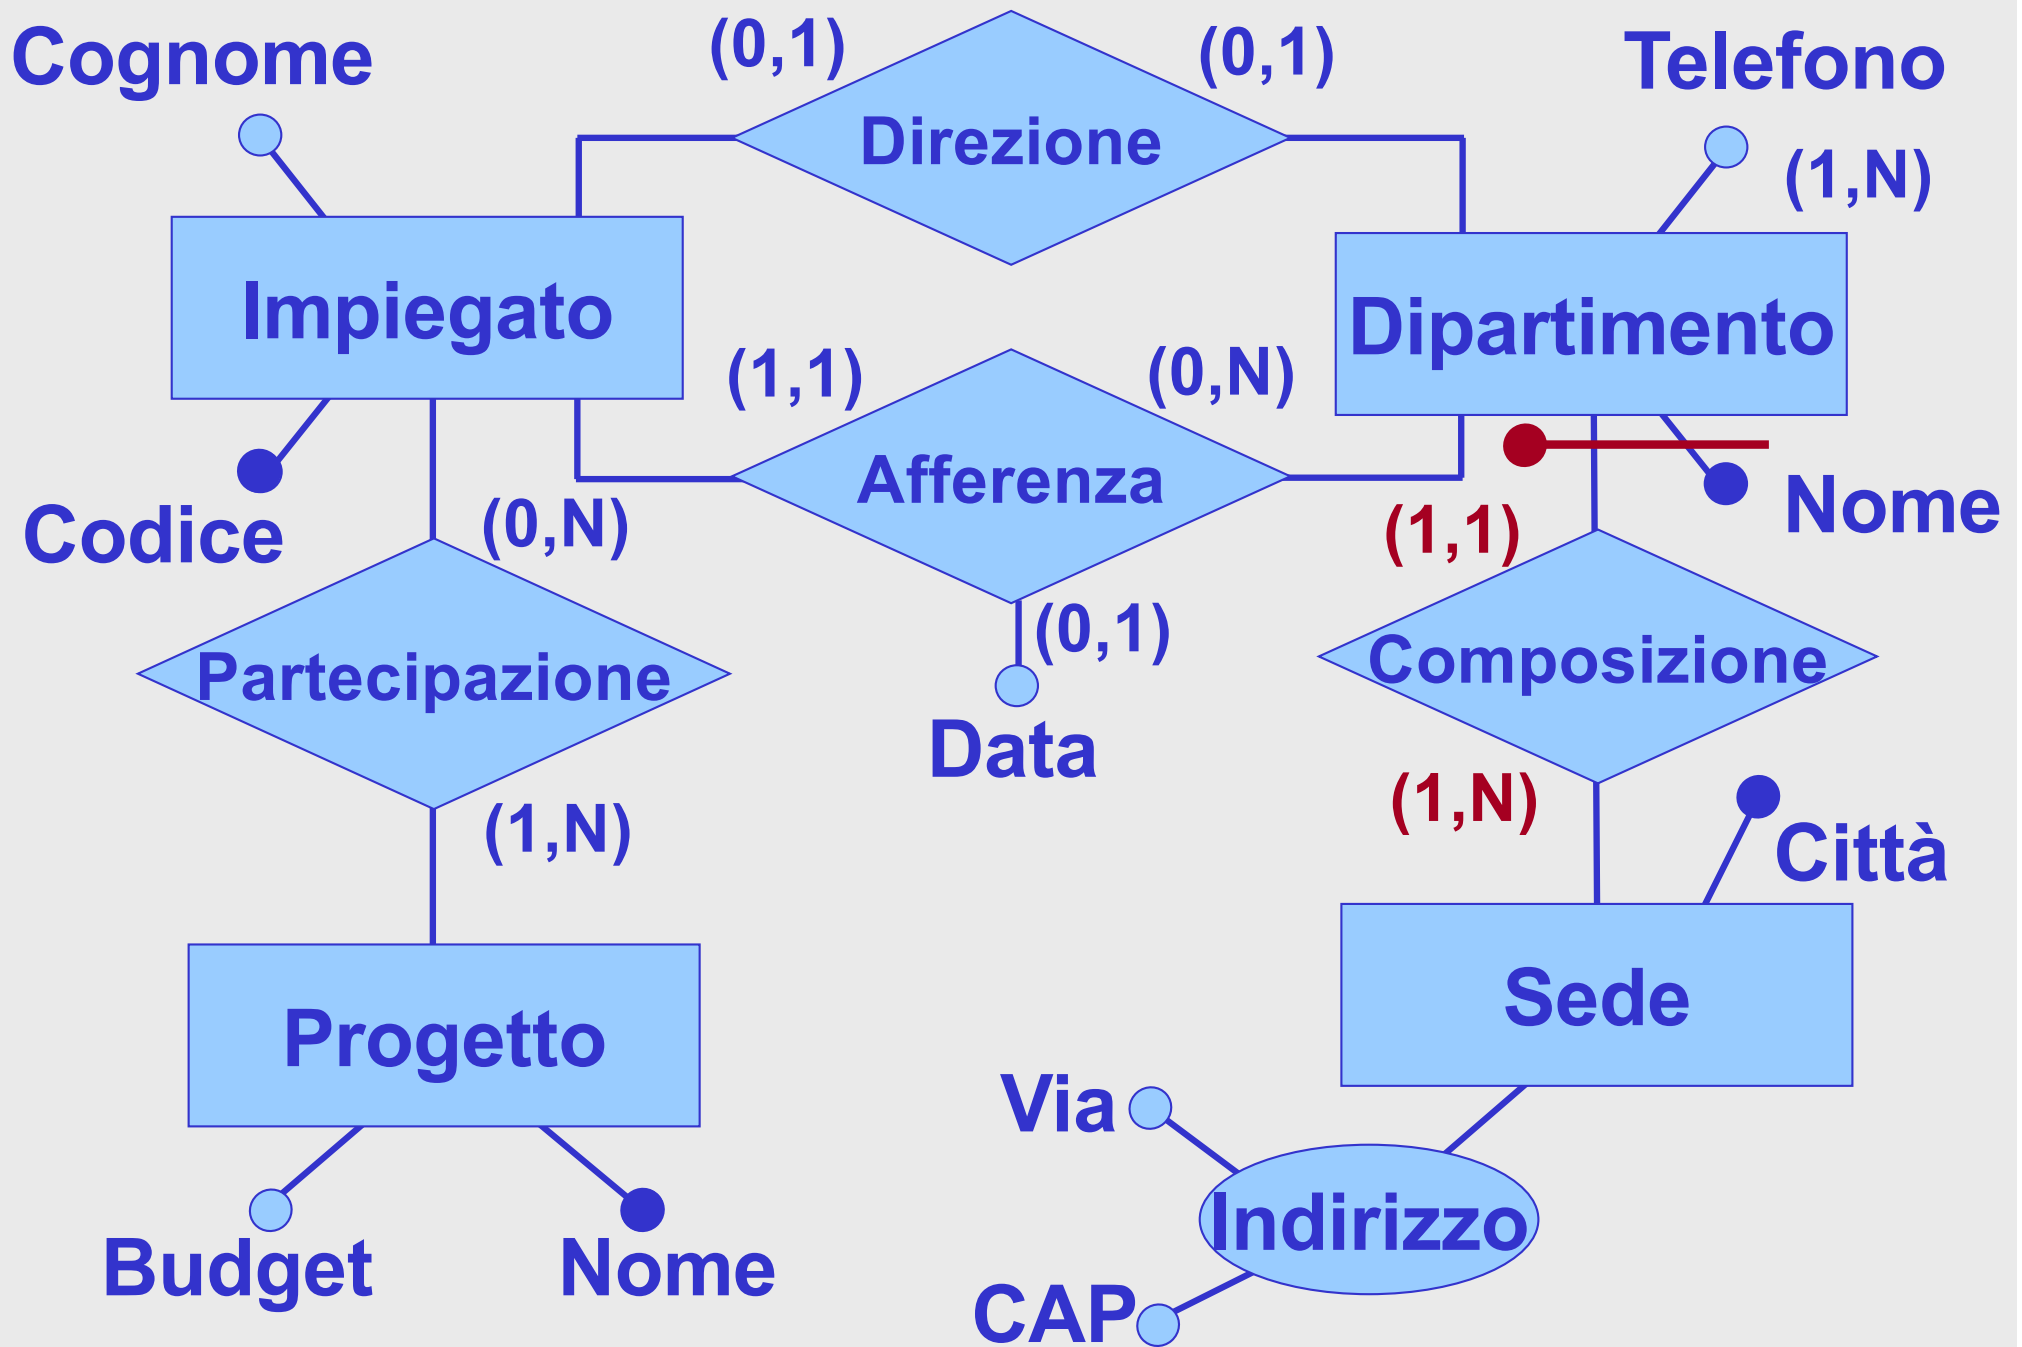 (0,1)
(0,1)
Cognome
Telefono
Direzione
(1,N)
Impiegato
Dipartimento
(1,1)
(0,N)
Afferenza
Codice
(0,N)
(1,1)
Nome
(0,1)
Partecipazione
Composizione
Data
(1,N)
(1,N)
Città
Progetto
Sede
Via
Indirizzo
Budget
Nome
CAP